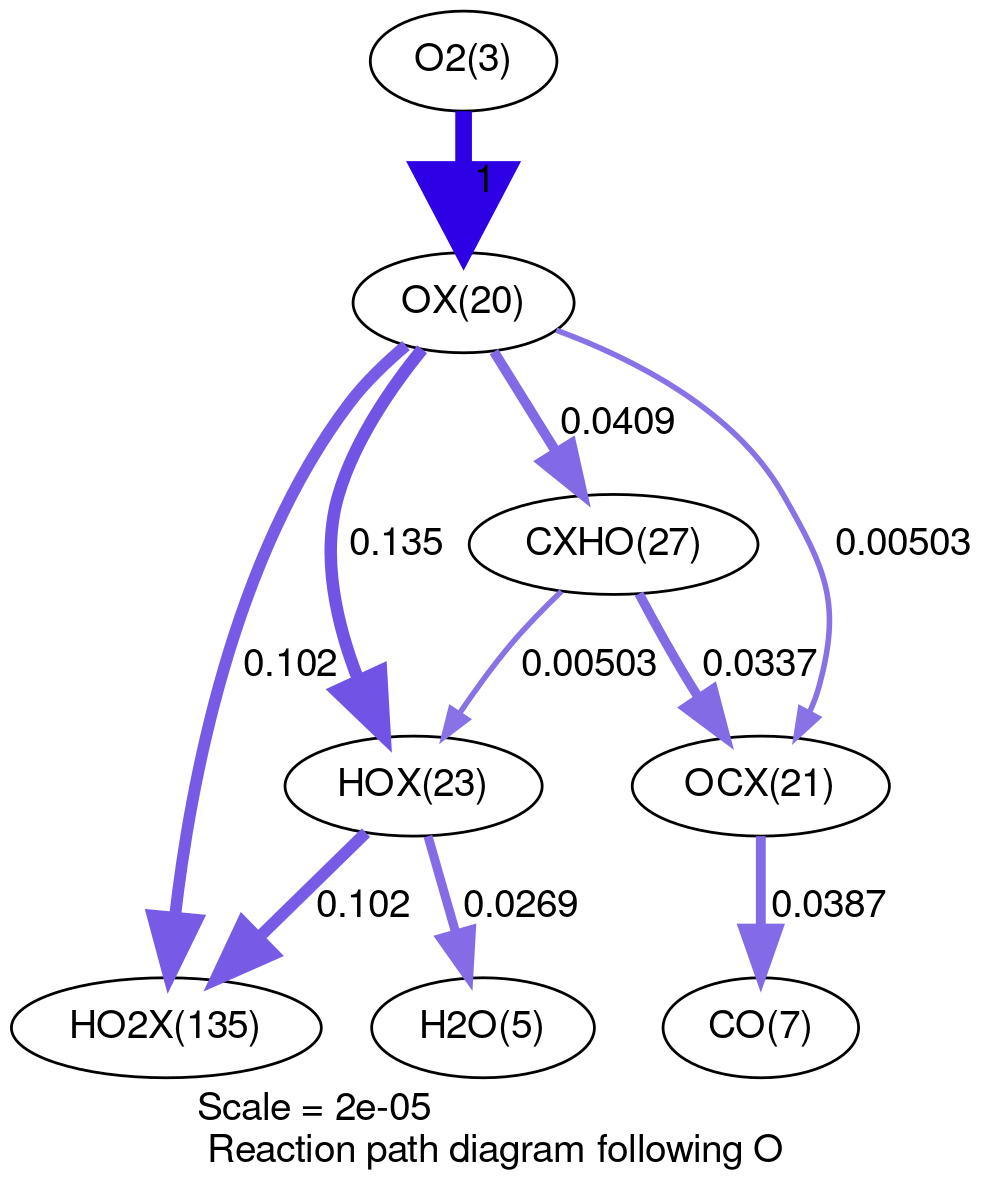 O2(3)
1
OX(20)
0.0409
CXHO(27)
0.135
0.00503
0.102
0.00503
0.0337
HOX(23)
OCX(21)
0.102
0.0269
0.0387
HO2X(135)
H2O(5)
CO(7)
Scale = 2e-05
Reaction path diagram following O